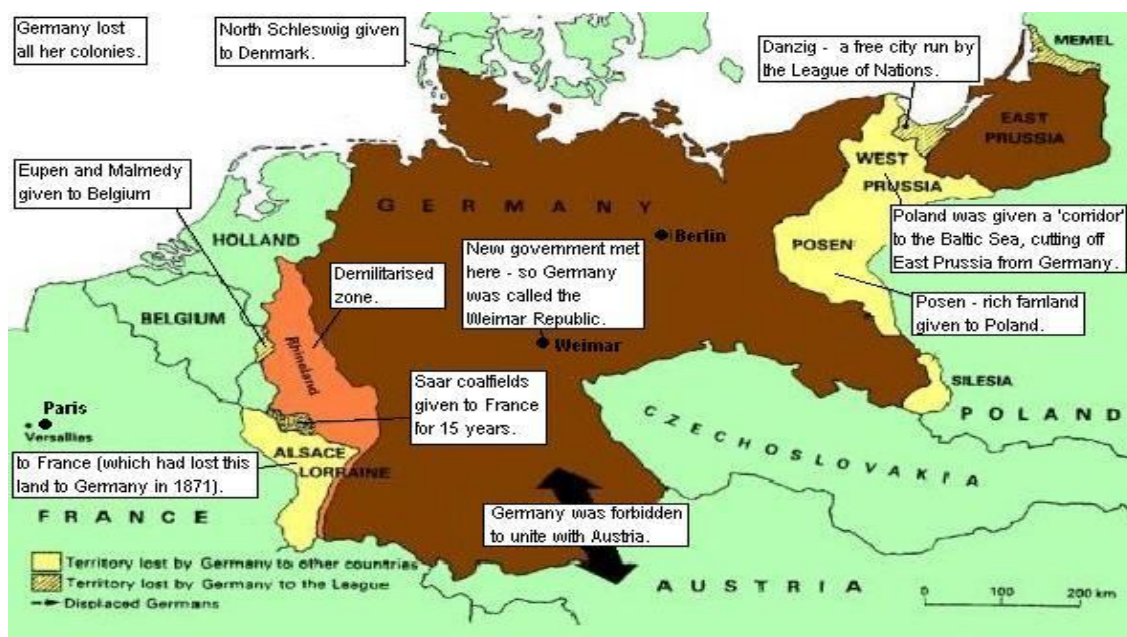 Germany lost
all her colonies.
North Schleswig given
to Denmark.
Danzig - a free city run by
the League of Nations.
MEMEL
EAST
PRUSSIA
Eupen and Malmedy
given to Belgium
WEST
PRUSSIA
GERMANY
HOLLAND
Berlin
POSEN
Poland was given a 'corridor'
to the Baltic Sea, cutting off
East Prussia from Germany.
New government met
here - so Germany
was called the
Weimar Republic.
Demilitarised
zone.
Posen - rich famland
given to Poland.
BELGIUM
Rhineland
Weimar
Saar coalfields
given to France
for 15 years.
SILESIA
POLAND
Paris
Versallies
CZECHOSLOVAKIA
ALSACE
LORRAINE
to France (which had lost this
land to Germany in 1871).
FRANCE
Germany was forbidden
to unite with Austria.
Territory lost by Germany to other countries
Territory lost by Germany to the League
Displaced Germans
AUSTRIA
0 100 200 km